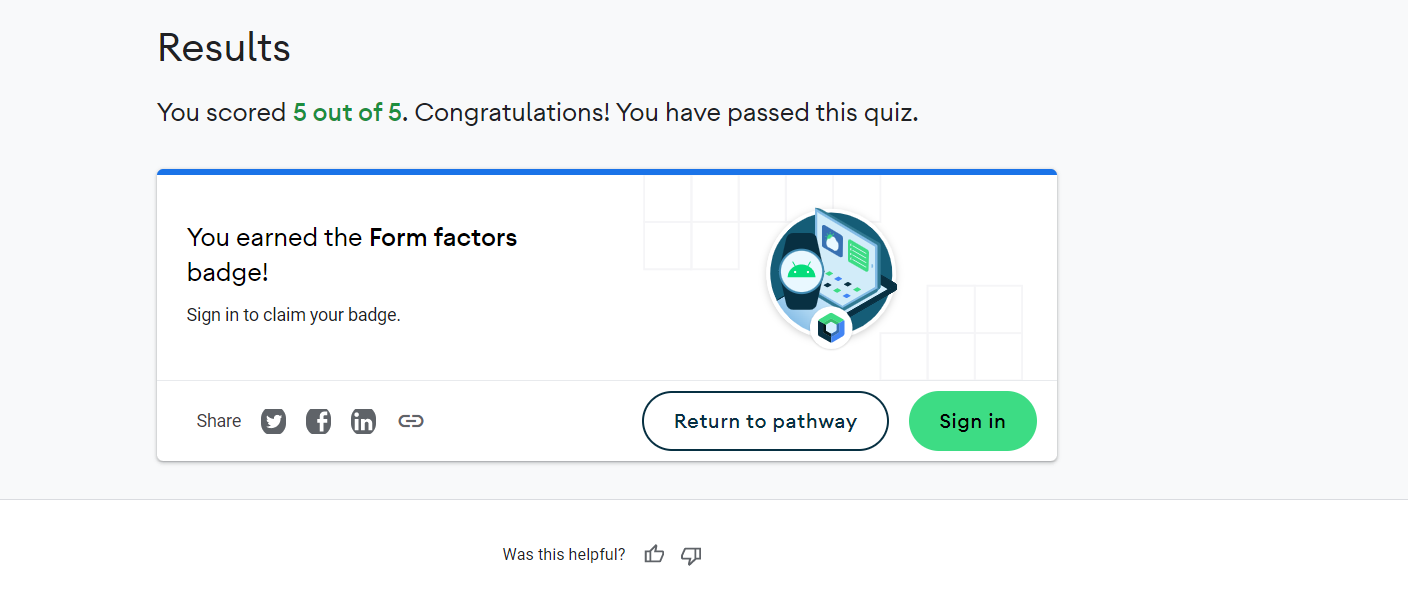 Results
You scored 5 out of 5. Congratulations! You have passed this quiz.
You earned the Form factors
badge!
Sign in to claim your badge.
Share
Return to pathway
Sign in
Was this helpful?